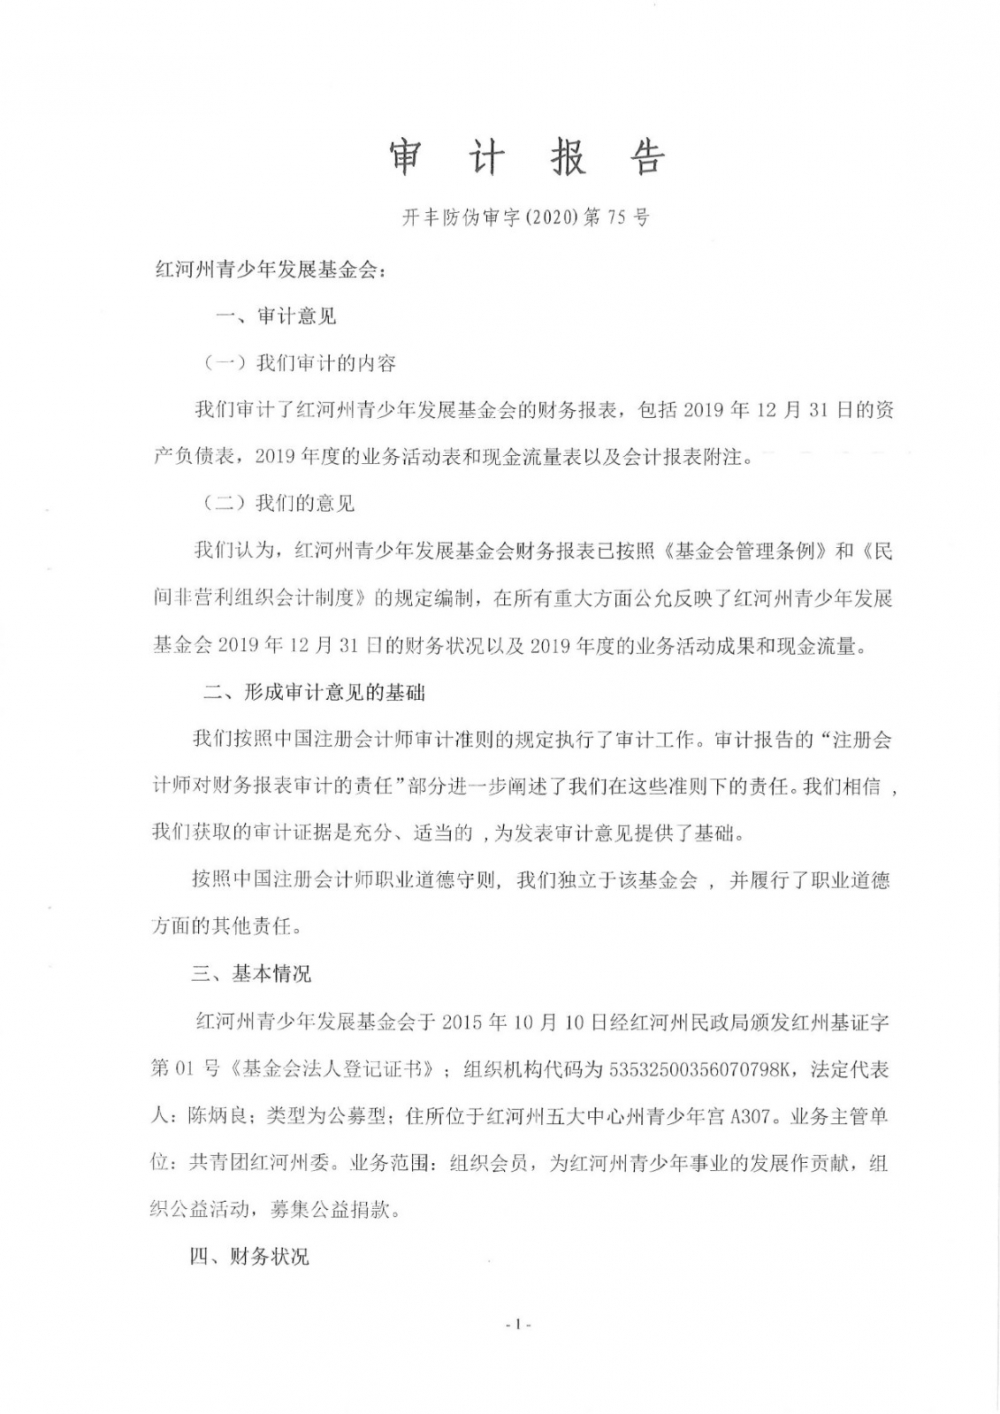 审计报告
开丰防伪审字(2020)第75号
红河州青少年发展基金会：
一、审计意见
（一）我们审计的内容
我们审计了红河州青少年发展基金会的财务报表，包括2019年12月31日的资
产负债表，2019年度的业务活动表和现金流量表以及会计报表附注。
（二）我们的意见
我们认为，红河州青少年发展基金会财务报表已按照《基金会管理条例》和《民
间非营利组织会计制度》的规定编制，在所有重大方面公允反映了红河州青少年发展
基金会2019年12月31日的财务状况以及2019年度的业务活动成果和现金流量。
二、形成审计意见的基础
我们按照中国注册会计师审计准则的规定执行了审计工作。审计报告的“注册会
计师对财务报表审计的责任”部分进一步阐述了我们在这些准则下的责任。我们相信，
我们获取的审计证据是充分、适当的，为发表审计意见提供了基础。
按照中国注册会计师职业道德守则，我们独立于该基金会，并履行了职业道德
方面的其他责任。
三、基本情况
红河州青少年发展基金会于2015年10月10日经红河州民政局颁发红州基证字
第01号《基金会法人登记证书》；组织机构代码为53532500356070798K，法定代表
人：陈炳良；类型为公募型；住所位于红河州五大中心州青少年宫A307。业务主管单
位：共青团红河州委。业务范围：组织会员，为红河州青少年事业的发展作贡献，组
织公益活动，募集公益捐款。
四、财务状况
- 1 -